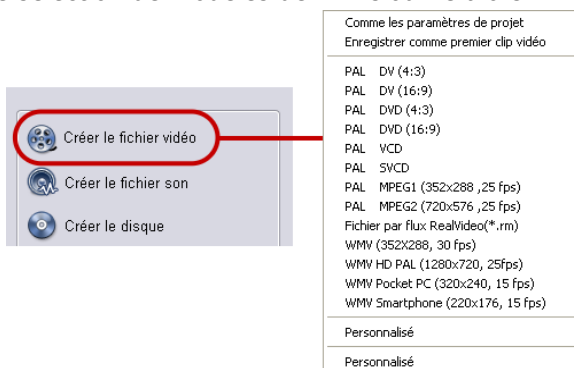 Créer le fichier vidéo
Créer le fichier son
Créer le disque
Comme les paramètres de projet
Enregistrer comme premier clip vidéo
PAL DV (4:3)
PAL DV (16:9)
PAL DVD (4:3)
PAL DVD (16:9)
PAL VCD
PAL SVCD
PAL MPEG1 (352x288 ,25 fps)
PAL MPEG2 (720x576 ,25 fps)
Fichier par flux RealVideo(*.rm)
WMV (352X288, 30 fps)
WMV HD PAL (1280x720, 25fps)
WMV Pocket PC (320x240, 15 fps)
WMV Smartphone (220x176, 15 fps)
Personnalisé
Personnalisé